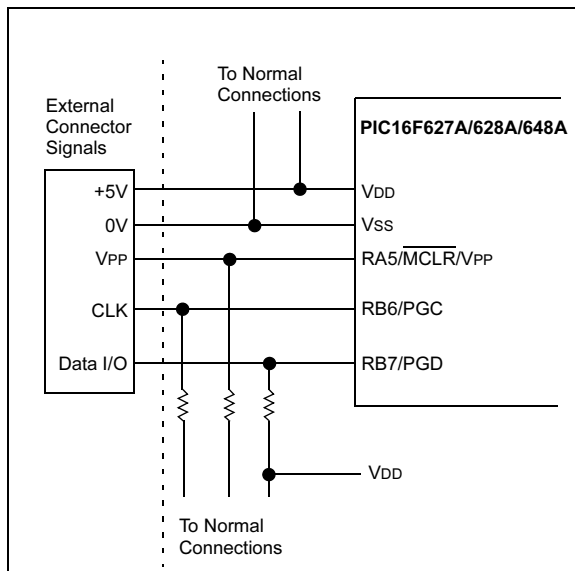 To Normal
Connections
External
Connector
Signals
PIC16F627A/628A/648A
+5V
VDD
0V
VSS
VPP
RA5/MCLR/VPP
CLK
RB6/PGC
Data I/O
RB7/PGD
VDD
To Normal
Connections